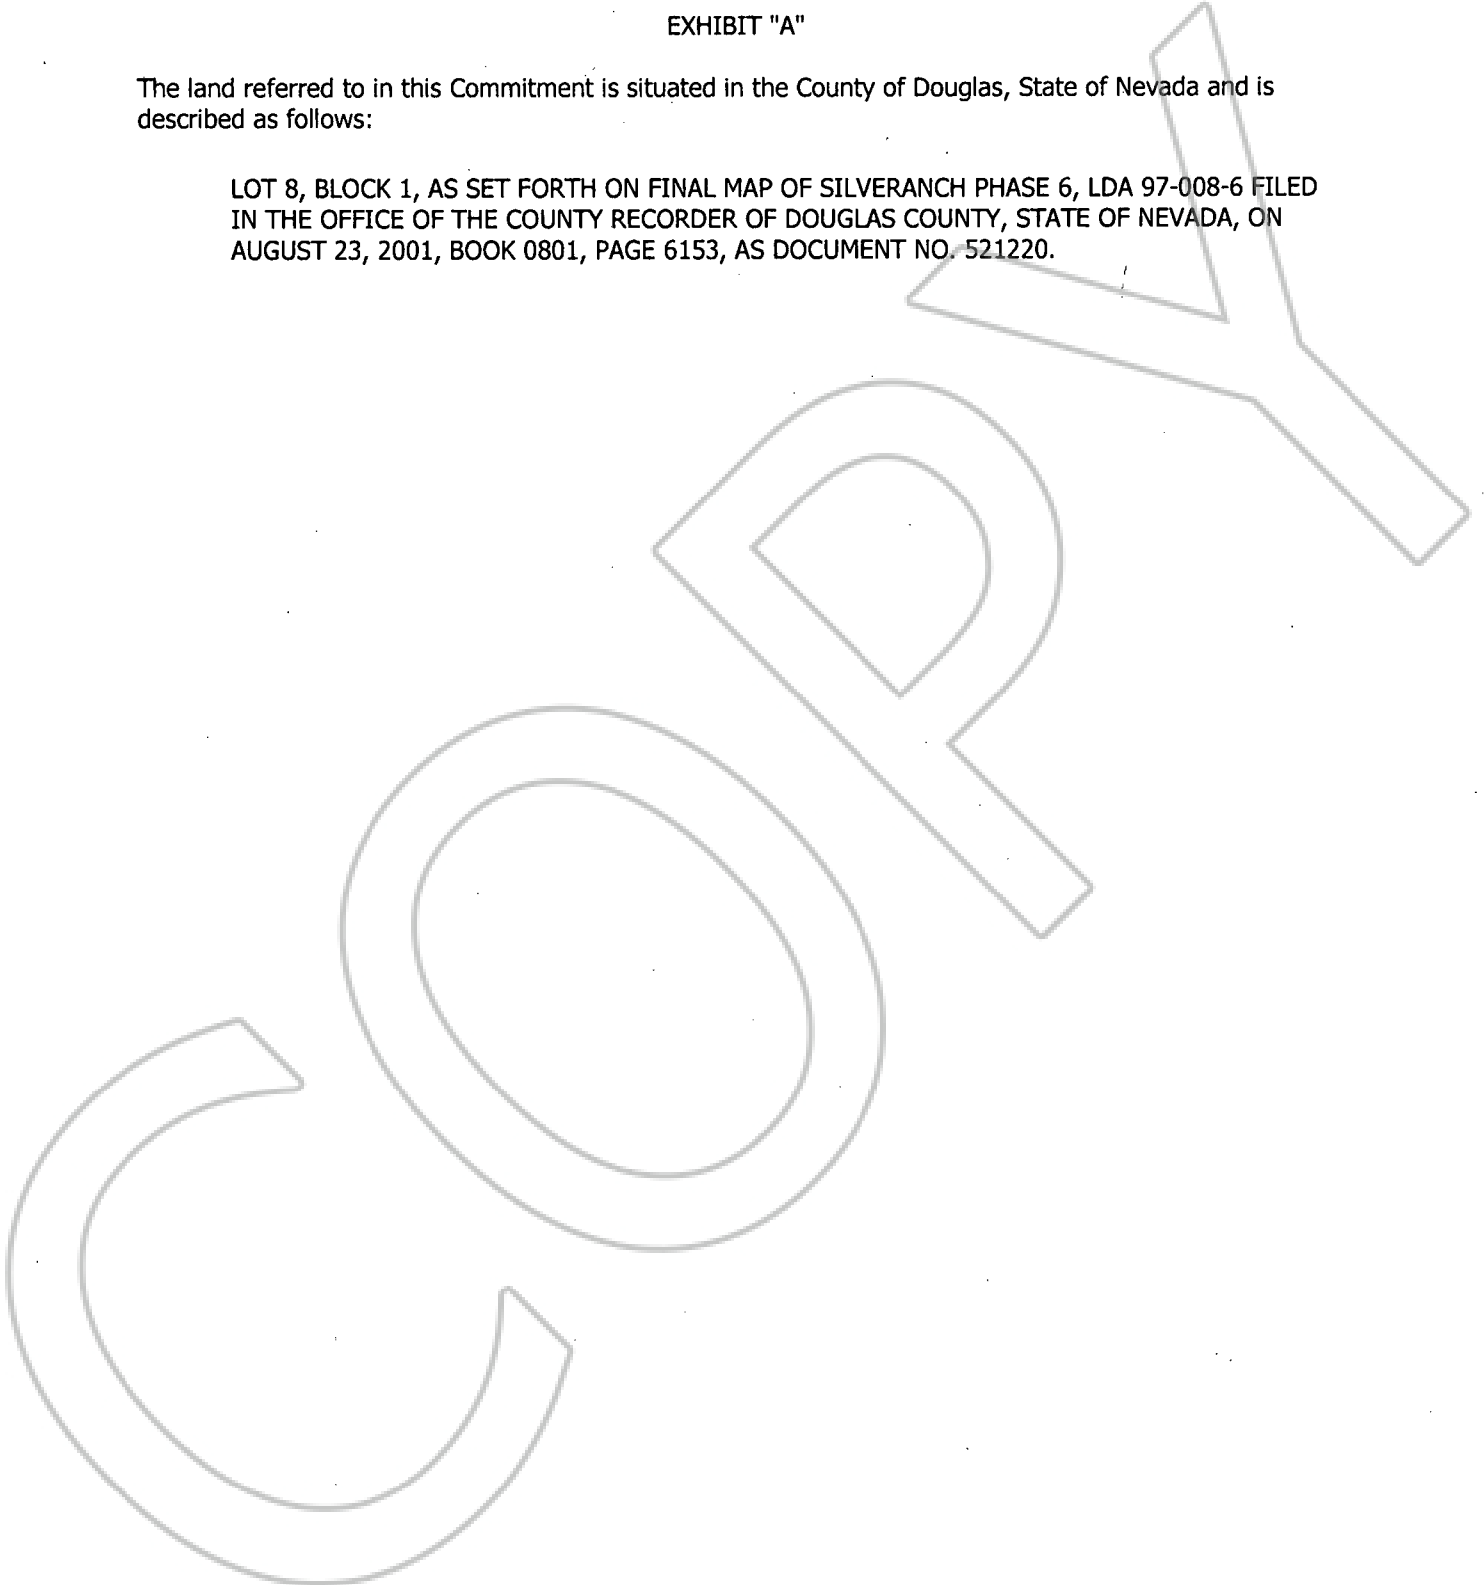 EXHIBIT "A"
The land referred to in this Commitment is situated in the County of Douglas, State of Nevada and is
described as follows:
LOT 8, BLOCK 1, AS SET FORTH ON FINAL MAP OF SILVERANCH PHASE 6, LDA 97-008-6 FILED
IN THE OFFICE OF THE COUNTY RECORDER OF DOUGLAS COUNTY, STATE OF NEVADA, ON
AUGUST 23, 2001, BOOK 0801, PAGE 6153, AS DOCUMENT NO. 521220.
COPY